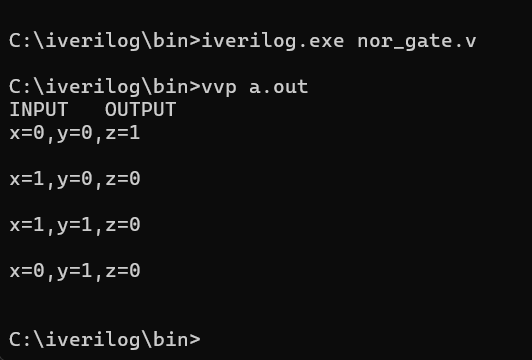 C:\iverilog\bin>iverilog.exe nor_gate.v
C:\iverilog\bin>vvp a.out
INPUT   OUTPUT
x=0,y=0,z=1
x=1,y=0,z=0
x=1,y=1,z=0
x=0,y=1,z=0
C:\iverilog\bin>